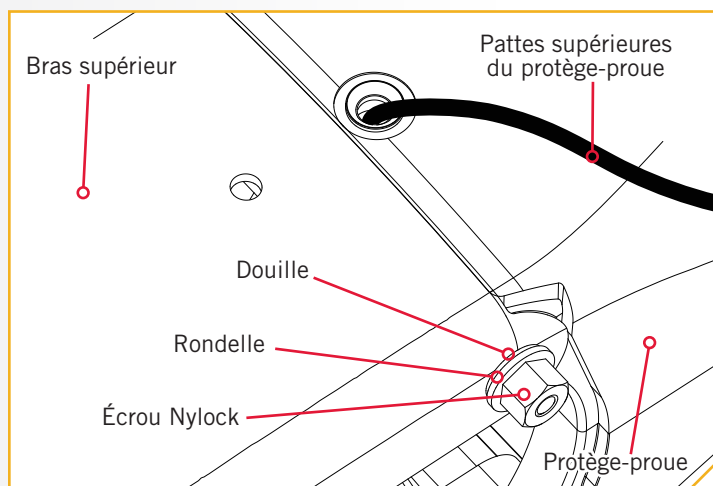 Bras supérieur
Pattes supérieures
du protège-proue
Douille
Rondelle
Écrou Nylock
Protège-proue